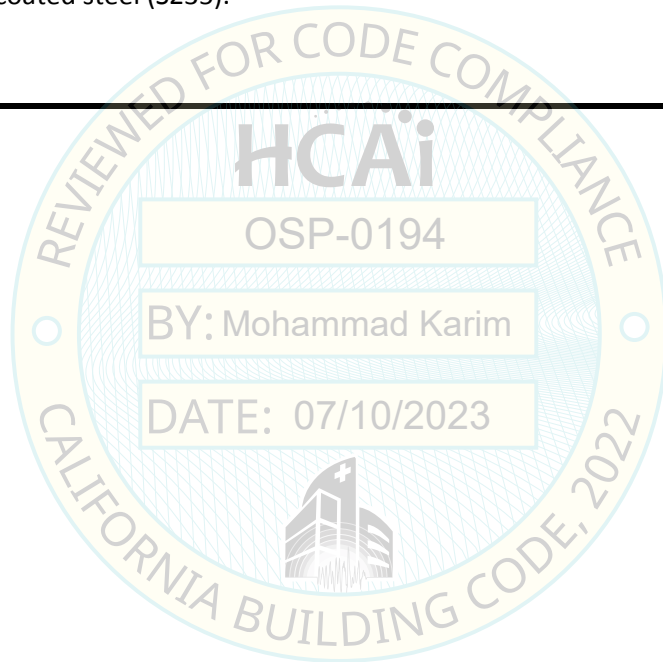 coated steel (S235).
REVIEWED FOR CODE COMPLIANCE
HCAi
OSP-0194
BY: Mohammad Karim
DATE: 07/10/2023
CALIFORNIA BUILDING CODE, 2022